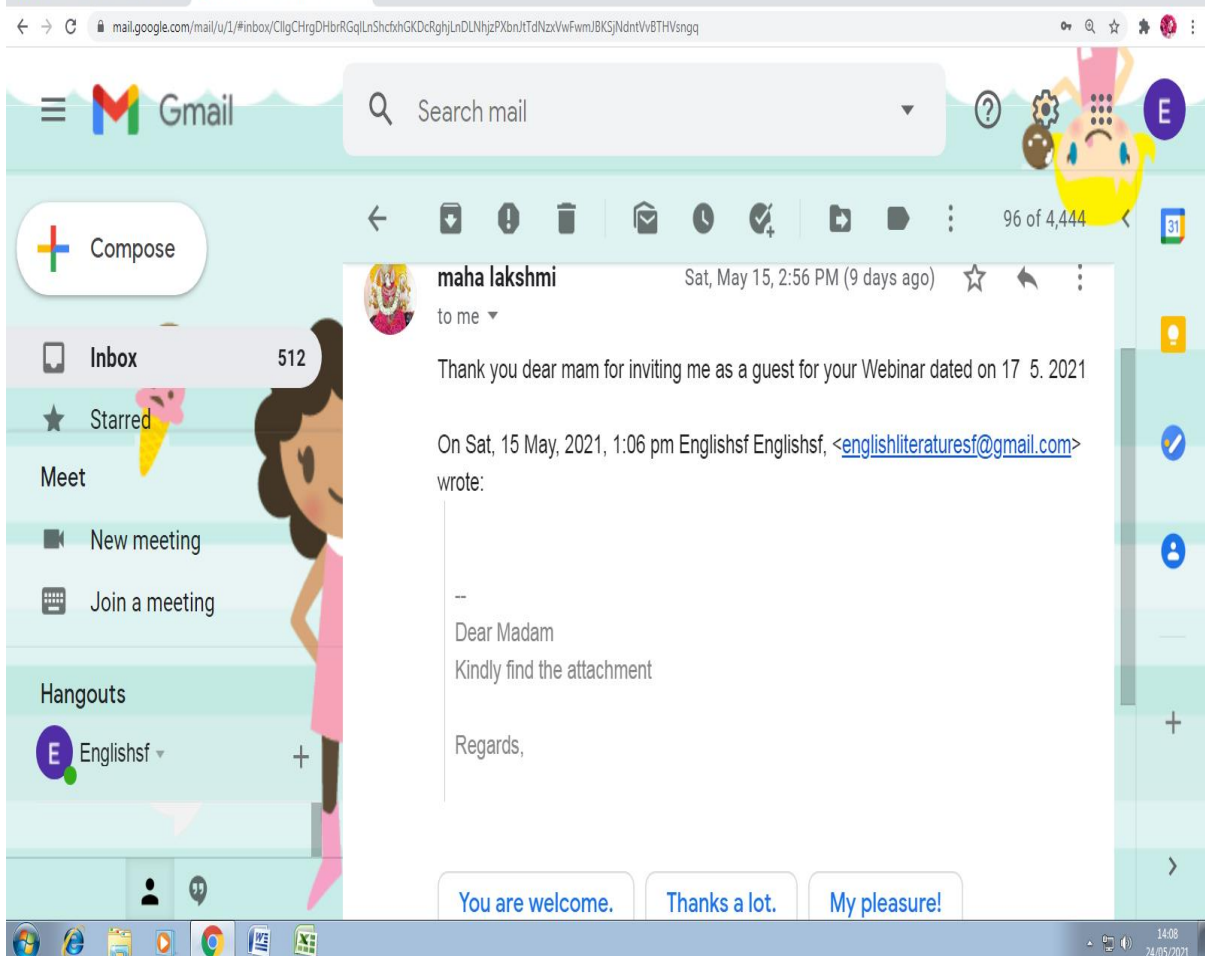 mail.google.com/mail/u/1/#inbox/CllgCHrgDHbrRGqlLnShcfxhGKDcRghjLnDLNhjzPXbnJtTdNzxVwFwmJBKSjNdntVvBTHVsngq
Gmail
Search mail
E
Compose
96 of 4,444
31
maha lakshmi
Sat, May 15, 2:56 PM (9 days ago)
to me
Inbox 512
Thank you dear mam for inviting me as a guest for your Webinar dated on 17 5. 2021
Starred
On Sat, 15 May, 2021, 1:06 pm Englishsf Englishsf, <englishliteraturesf@gmail.com>
wrote:
Meet
New meeting
Join a meeting
--
Dear Madam
Kindly find the attachment
Regards,
Hangouts
E Englishsf
You are welcome.
Thanks a lot.
My pleasure!
14:08
24/05/2021